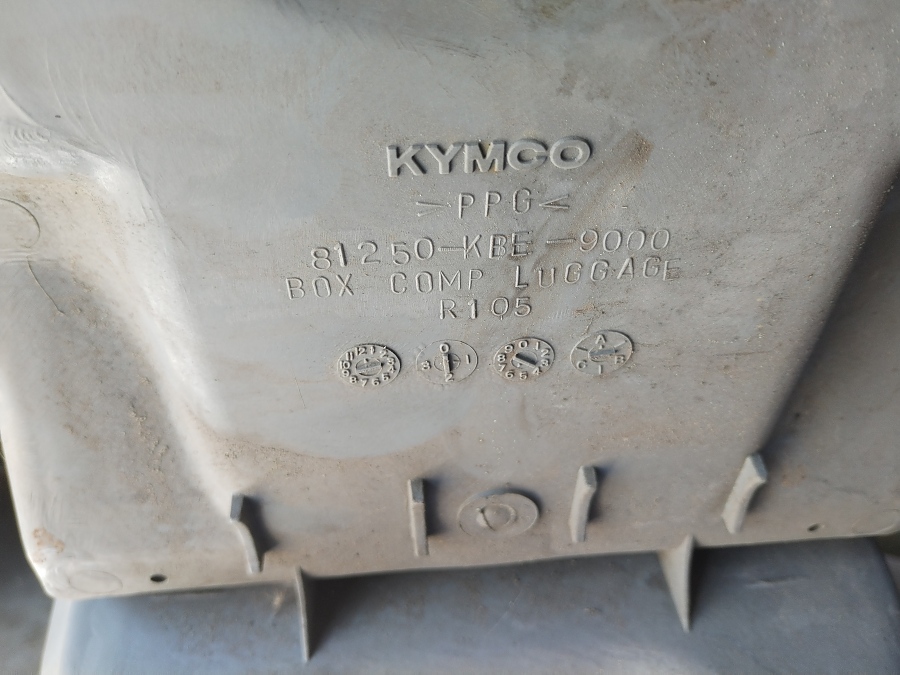 KYMCO
>PPG<
81250-KBE-9000
BOX COMP LUGGAGE
R105